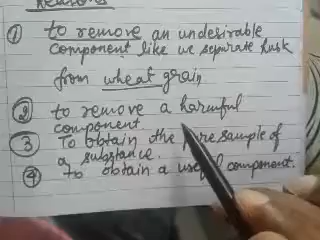 Reasons
① to remove an undesirable
component like we separate husk
from wheat grain
② to remove a harmful
component.
③ To obtain the pure sample of
a substance.
④ to obtain a useful component.